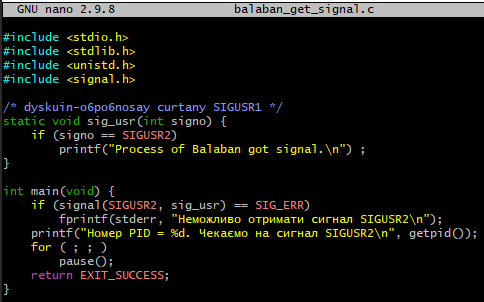 GNU nano 2.9.8 balaban_get_signal.c
#include <stdio.h>
#include <stdlib.h>
#include <unistd.h>
#include <signal.h>
/* dyskuin-o6po6nosay curtany SIGUSR1 */
static void sig_usr(int signo) {
if (signo == SIGUSR2)
printf("Process of Balaban got signal.\n") ;
}
int main(void) {
if (signal(SIGUSR2, sig_usr) == SIG_ERR)
fprintf(stderr, "Неможливо отримати сигнал SIGUSR2\n");
printf("Номер PID = %d. Чекаємо на сигнал SIGUSR2\n", getpid());
for ( ; ; )
pause();
return EXIT_SUCCESS;
}